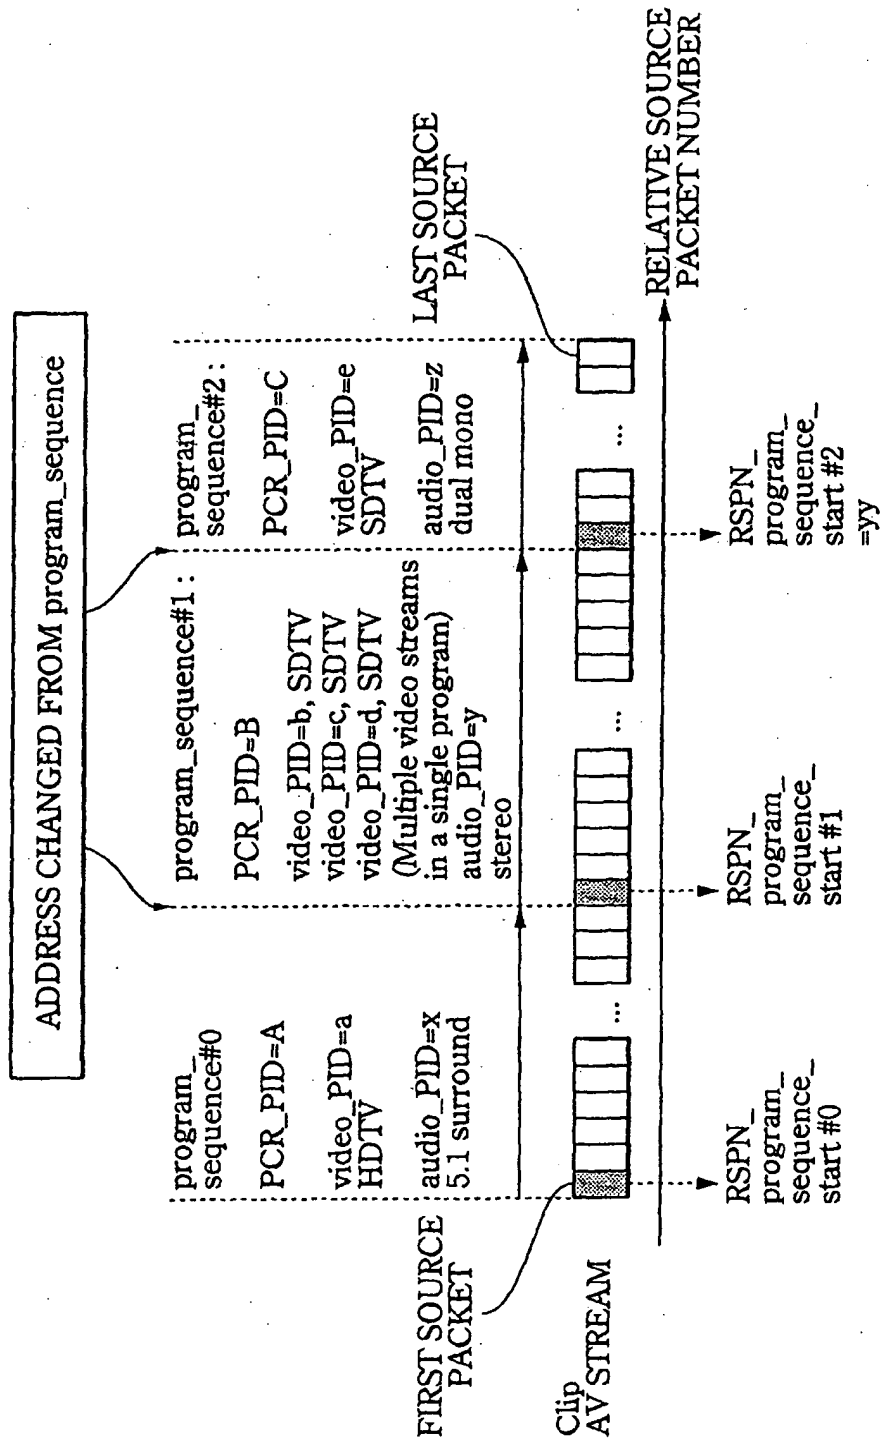 ADDRESS CHANGED FROM program_sequence
program_
sequence#0
PCR_PID=A
video_PID=a
HDTV
audio_PID=x
5.1 surround
program_sequence#1:
PCR_PID=B
video_PID=b, SDTV
video_PID=c, SDTV
video_PID=d, SDTV
(Multiple video streams
in a single program)
audio_PID=y
stereo
program_
sequence#2:
PCR_PID=C
video_PID=e
SDTV
audio_PID=z
dual mono
FIRST SOURCE
PACKET
LAST SOURCE
PACKET
Clip
AV STREAM
...
...
...
RELATIVE SOURCE
PACKET NUMBER
RSPN_
program_
sequence_
start #0
RSPN_
program_
sequence_
start #1
RSPN_
program_
sequence_
start #2
=yy